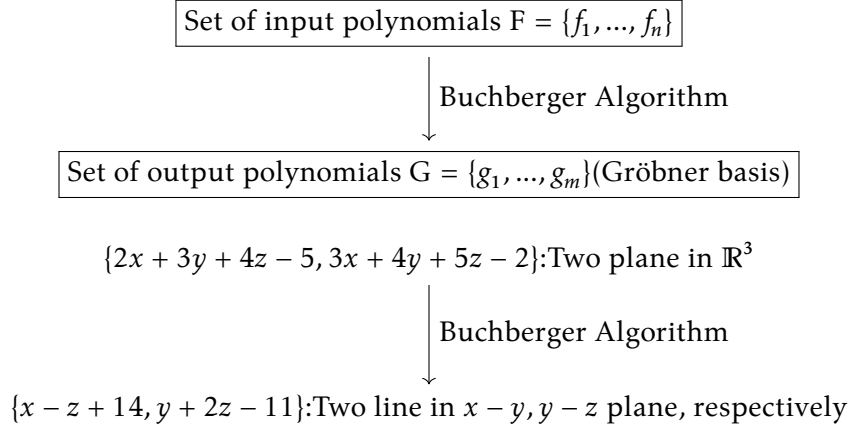 Set of input polynomials F = {f₁, ..., fₙ}
Buchberger Algorithm
Set of output polynomials G = {g₁, ..., gₘ}(Gröbner basis)
{2x + 3y + 4z − 5, 3x + 4y + 5z − 2}:Two plane in ℝ³
Buchberger Algorithm
{x − z + 14, y + 2z − 11}:Two line in x − y, y − z plane, respectively